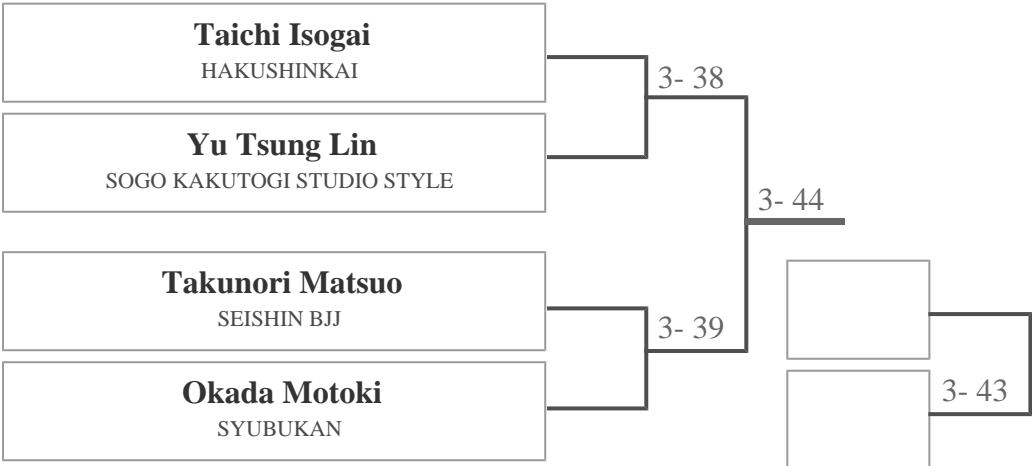 Taichi Isogai
HAKUSHINKAI
3- 38
Yu Tsung Lin
SOGO KAKUTOGI STUDIO STYLE
3- 44
Takunori Matsuo
SEISHIN BJJ
3- 39
Okada Motoki
SYUBUKAN
3- 43